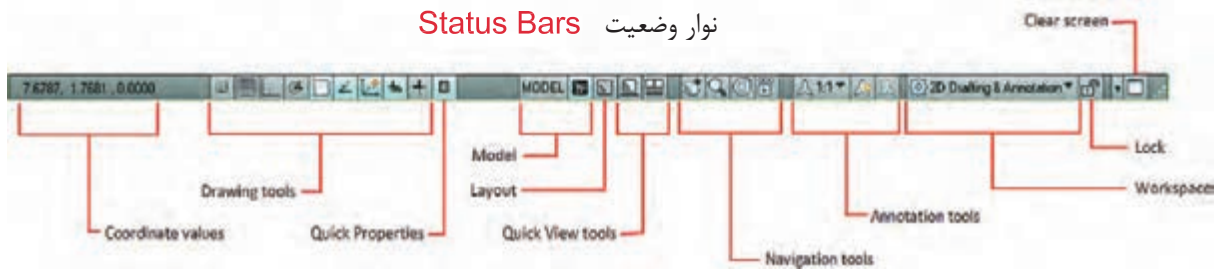 نوار وضعیت Status Bars
Clear screen
7.6787, 1.7681, 0.0000 MODEL 1:1 2D Drafting & Annotation
Model
Lock
Drawing tools
Layout
Workspaces
Annotation tools
Coordinate values
Quick Properties
Quick View tools
Navigation tools